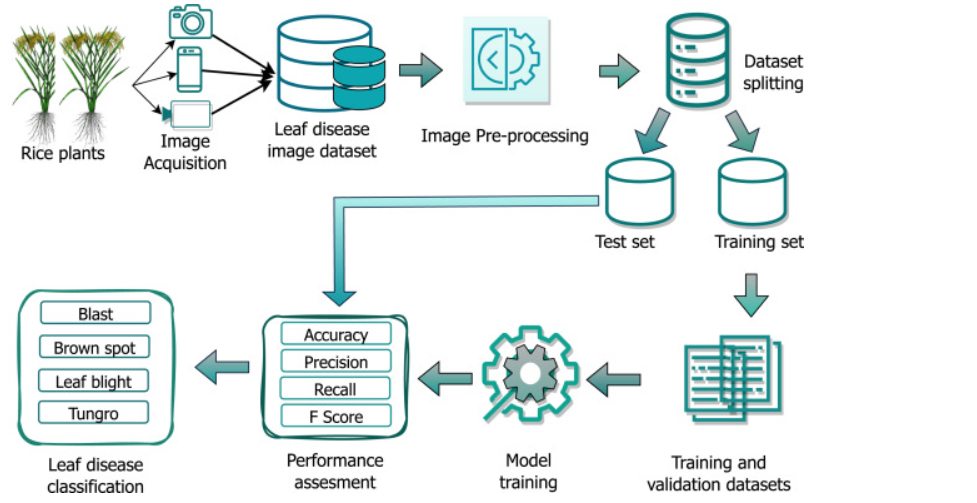 Rice plants
Image
Acquisition
Leaf disease
image dataset
Image Pre-processing
Dataset
splitting
Test set
Training set
Blast
Brown spot
Leaf blight
Tungro
Leaf disease
classification
Accuracy
Precision
Recall
F Score
Performance
assesment
Model
training
Training and
validation datasets